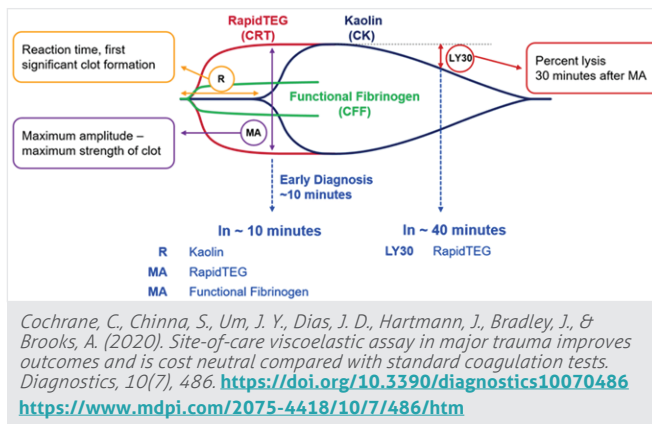 RapidTEG
(CRT)
Kaolin
(CK)
Reaction time, first
significant clot formation
R
LY30
Percent lysis
30 minutes after MA
Functional Fibrinogen
(CFF)
Maximum amplitude –
maximum strength of clot
MA
Early Diagnosis
~10 minutes
In ~ 10 minutes
R Kaolin
MA RapidTEG
MA Functional Fibrinogen
In ~ 40 minutes
LY30 RapidTEG
Cochrane, C., Chinna, S., Um, J. Y., Dias, J. D., Hartmann, J., Bradley, J., &
Brooks, A. (2020). Site-of-care viscoelastic assay in major trauma improves
outcomes and is cost neutral compared with standard coagulation tests.
Diagnostics, 10(7), 486. https://doi.org/10.3390/diagnostics10070486
https://www.mdpi.com/2075-4418/10/7/486/htm